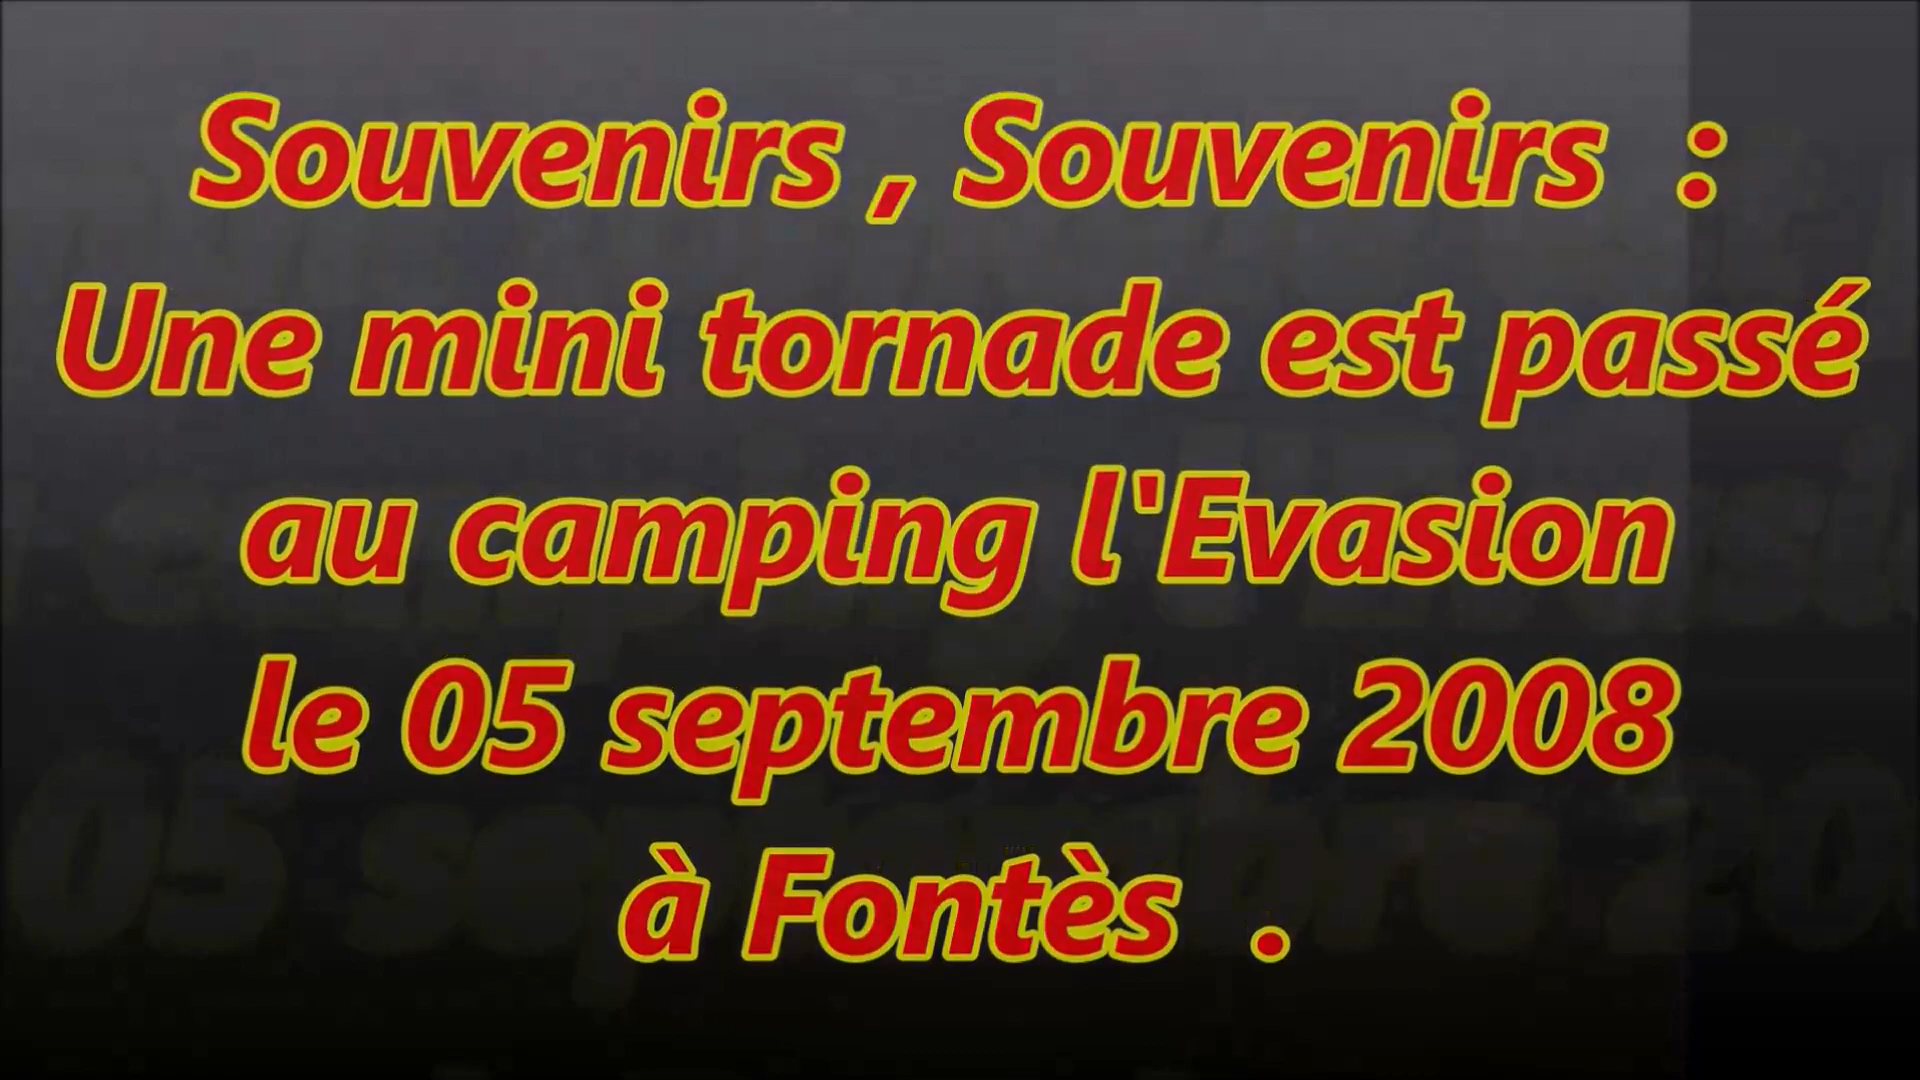 Souvenirs , Souvenirs :
Une mini tornade est passé
au camping l'Evasion
le 05 septembre 2008
à Fontès .